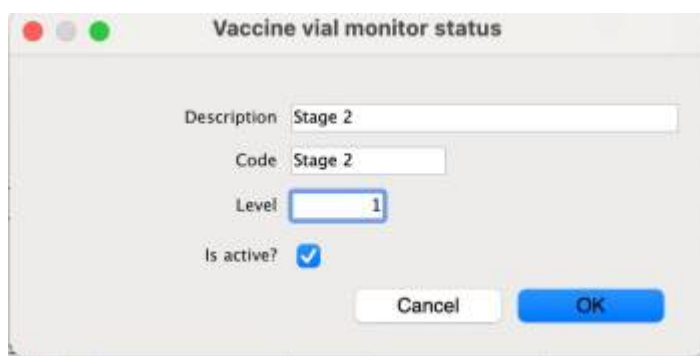 Vaccine vial monitor status
Description Stage 2
Code Stage 2
Level 1
Is active?
Cancel OK